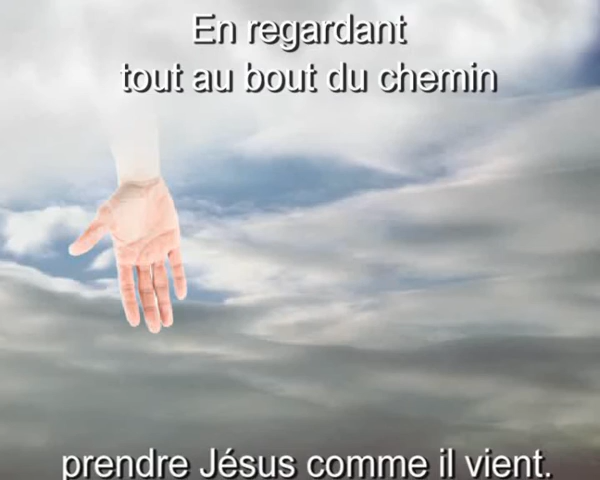 En regardant
tout au bout du chemin
prendre Jésus comme il vient.